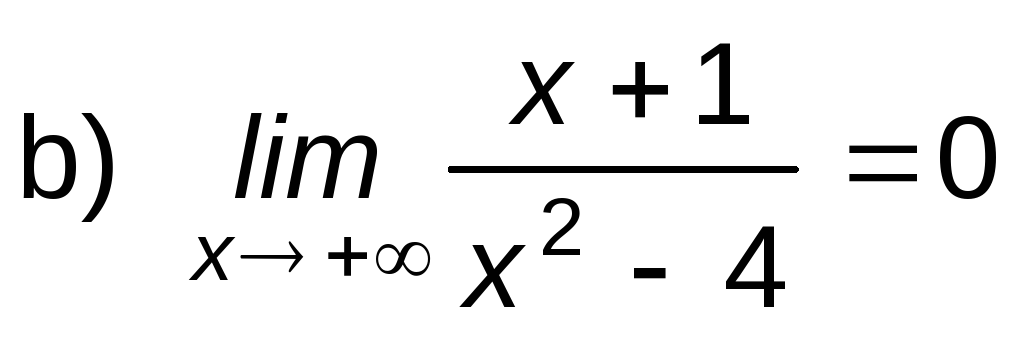 b) lim x→ +∞ (x + 1)/(x² - 4) = 0